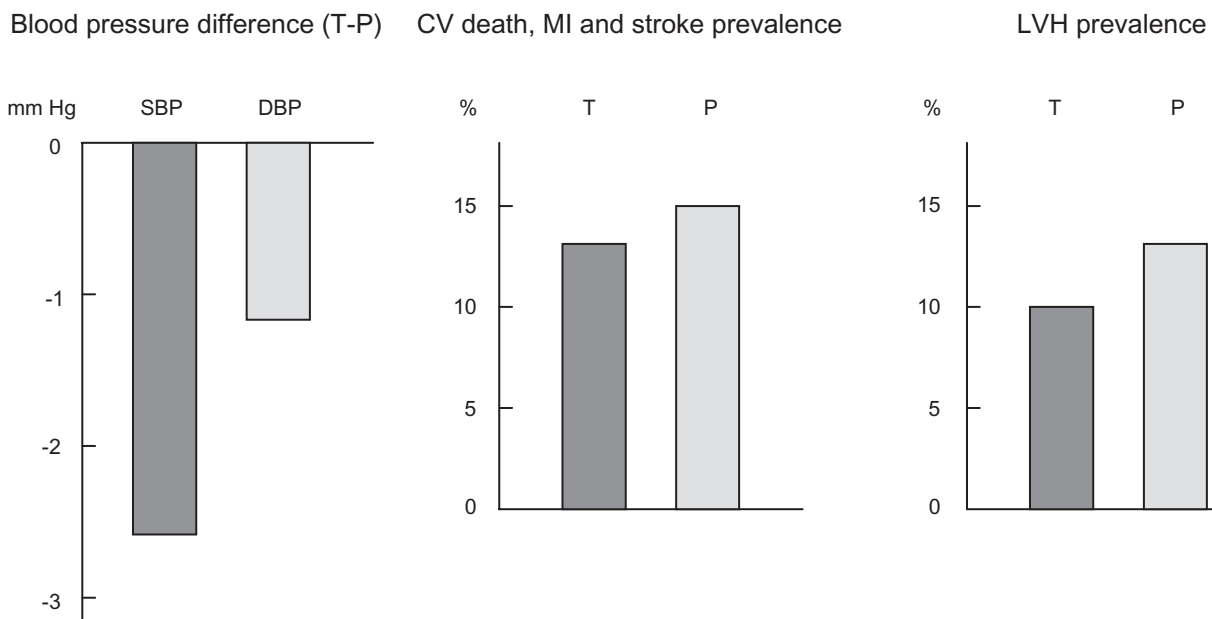 Blood pressure difference (T-P)
mm Hg SBP DBP
0
-1
-2
-3
CV death, MI and stroke prevalence
% T P
15
10
5
0
LVH prevalence
% T P
15
10
5
0